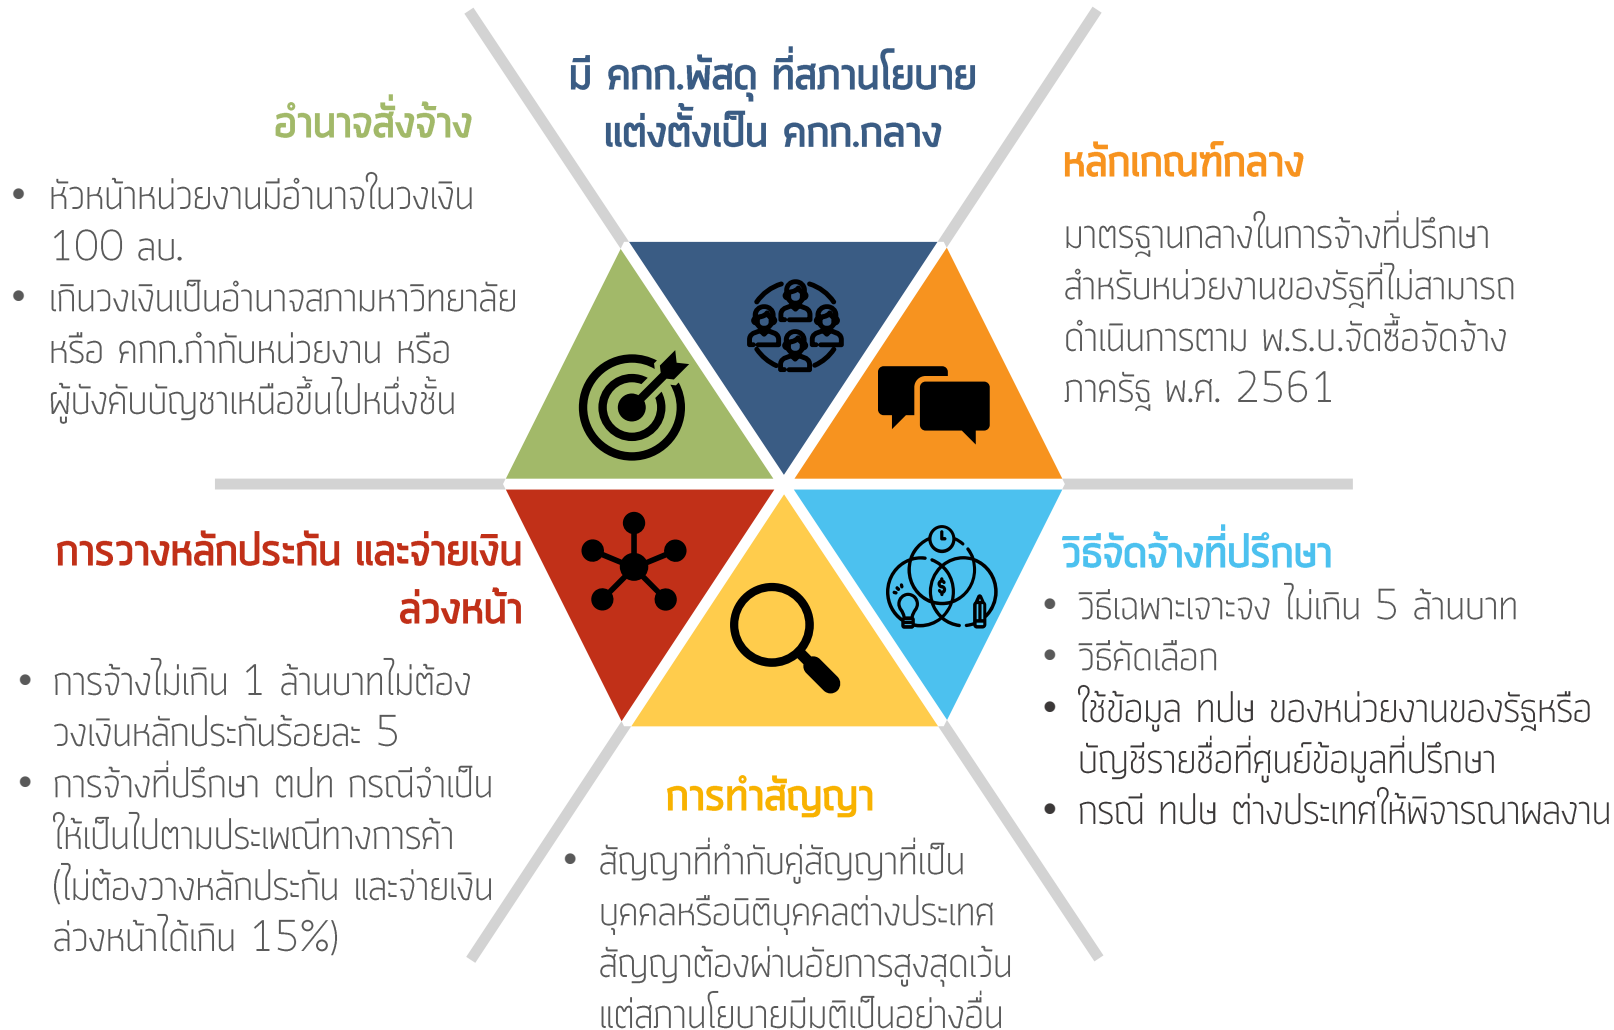 มี คกก.พัสดุ ที่สภานโยบาย
แต่งตั้งเป็น คกก.กลาง
อำนาจสั่งจ้าง
• หัวหน้าหน่วยงานมีอำนาจในวงเงิน
100 ลบ.
• เกินวงเงินเป็นอำนาจสภามหาวิทยาลัย
หรือ คกก.กำกับหน่วยงาน หรือ
ผู้บังคับบัญชาเหนือขึ้นไปหนึ่งชั้น
หลักเกณฑ์กลาง
มาตรฐานกลางในการจ้างที่ปรึกษา
สำหรับหน่วยงานของรัฐที่ไม่สามารถ
ดำเนินการตาม พ.ร.บ.จัดซื้อจัดจ้าง
ภาครัฐ พ.ศ. 2561
การวางหลักประกัน และจ่ายเงิน
ล่วงหน้า
• การจ้างไม่เกิน 1 ล้านบาทไม่ต้อง
วงเงินหลักประกันร้อยละ 5
• การจ้างที่ปรึกษา ตปท กรณีจำเป็น
ให้เป็นไปตามประเพณีทางการค้า
(ไม่ต้องวางหลักประกัน และจ่ายเงิน
ล่วงหน้าได้เกิน 15%)
วิธีจัดจ้างที่ปรึกษา
• วิธีเฉพาะเจาะจง ไม่เกิน 5 ล้านบาท
• วิธีคัดเลือก
• ใช้ข้อมูล ทปษ ของหน่วยงานของรัฐหรือ
บัญชีรายชื่อที่ศูนย์ข้อมูลที่ปรึกษา
• กรณี ทปษ ต่างประเทศให้พิจารณาผลงาน
การทำสัญญา
• สัญญาที่ทำกับคู่สัญญาที่เป็น
บุคคลหรือนิติบุคคลต่างประเทศ
สัญญาต้องผ่านอัยการสูงสุดเว้น
แต่สภานโยบายมีมติเป็นอย่างอื่น